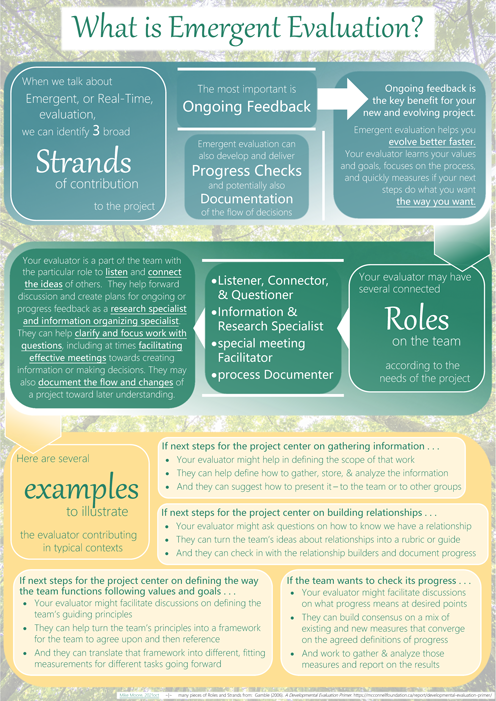 What is Emergent Evaluation?
When we talk about
Emergent, or Real-Time,
evaluation,
we can identify 3 broad
Strands
of contribution
to the project
The most important is
Ongoing Feedback
Emergent evaluation can
also develop and deliver
Progress Checks
and potentially also
Documentation
of the flow of decisions
Ongoing feedback is
the key benefit for your
new and evolving project.
Emergent evaluation helps you
evolve better faster.
Your evaluator learns your values
and goals, focuses on the process,
and quickly measures if your next
steps do what you want
the way you want.
Your evaluator may have
several connected
Roles
on the team
according to the
needs of the project
•Listener, Connector,
& Questioner
•Information &
Research Specialist
•special meeting
Facilitator
•process Documenter
Your evaluator is a part of the team with
the particular role to listen and connect
the ideas of others. They help forward
discussion and create plans for ongoing or
progress feedback as a research specialist
and information organizing specialist.
They can help clarify and focus work with
questions, including at times facilitating
effective meetings towards creating
information or making decisions. They may
also document the flow and changes of
a project toward later understanding.
Here are several
examples
to illustrate
the evaluator contributing
in typical contexts
If next steps for the project center on gathering information . . .
• Your evaluator might help in defining the scope of that work
• They can help define how to gather, store, & analyze the information
• And they can suggest how to present it – to the team or to other groups
If next steps for the project center on building relationships . . .
• Your evaluator might ask questions on how to know we have a relationship
• They can turn the team's ideas about relationships into a rubric or guide
• And they can check in with the relationship builders and document progress
If next steps for the project center on defining the way
the team functions following values and goals . . .
• Your evaluator might facilitate discussions on defining the
team's guiding principles
• They can help turn the team's principles into a framework
for the team to agree upon and then reference
• And they can translate that framework into different, fitting
measurements for different tasks going forward
If the team wants to check its progress . . .
• Your evaluator might facilitate discussions
on what progress means at desired points
• They can build consensus on a mix of
existing and new measures that converge
on the agreed definitions of progress
• And work to gather & analyze those
measures and report on the results
many pieces of Roles and Strands from: Gamble (2008). A Developmental Evaluation Primer.